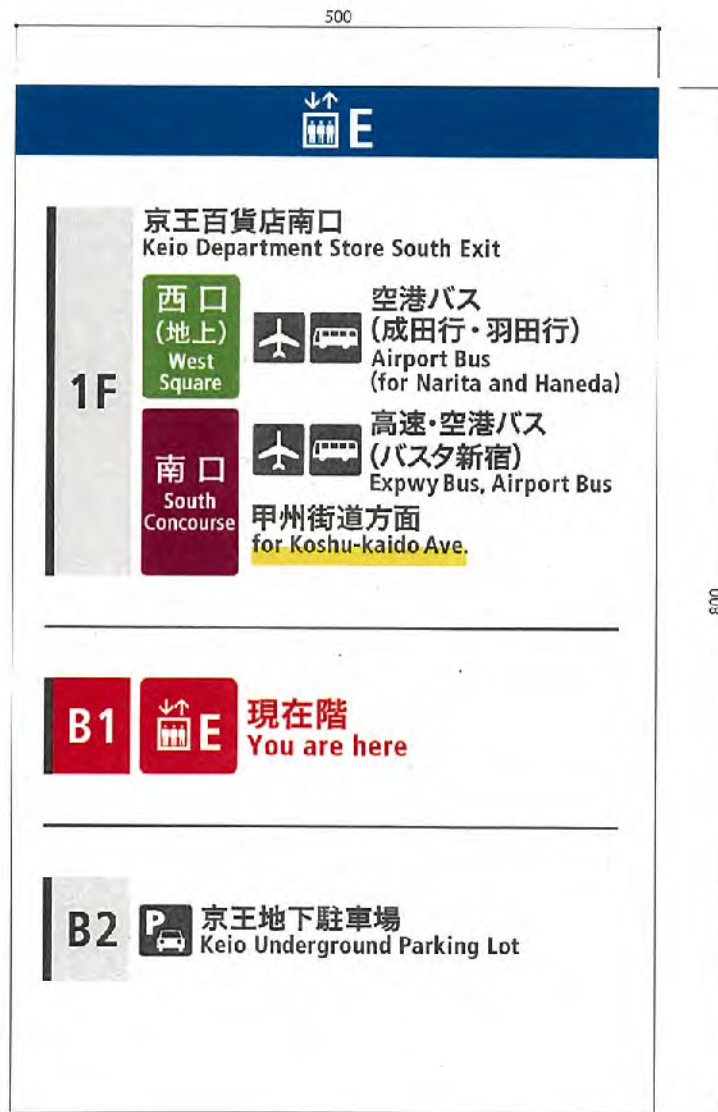 500
E
京王百貨店南口
Keio Department Store South Exit
1F
西口
(地上)
West
Square
空港バス
(成田行・羽田行)
Airport Bus
(for Narita and Haneda)
南口
South
Concourse
高速・空港バス
(バスタ新宿)
Expwy Bus, Airport Bus
甲州街道方面
for Koshu-kaido Ave.
800
B1
E
現在階
You are here
B2
P
京王地下駐車場
Keio Underground Parking Lot